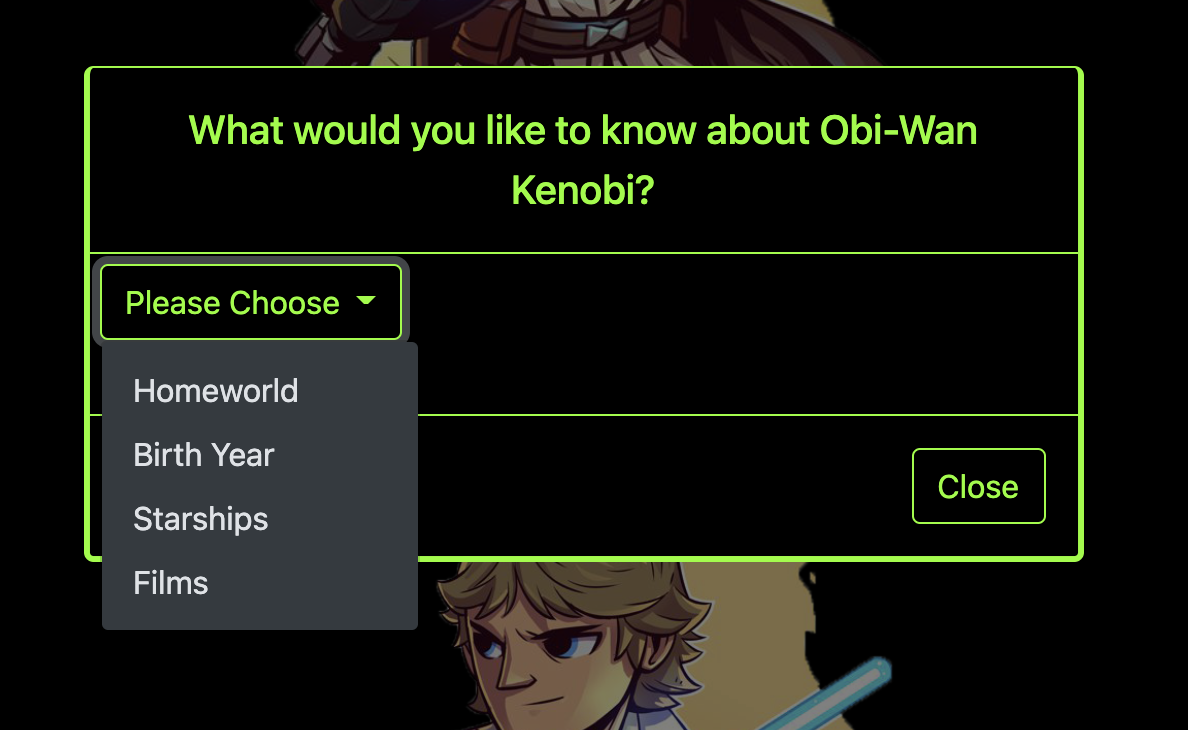 What would you like to know about Obi-Wan
Kenobi?
Please Choose
Homeworld
Birth Year
Starships
Films
Close